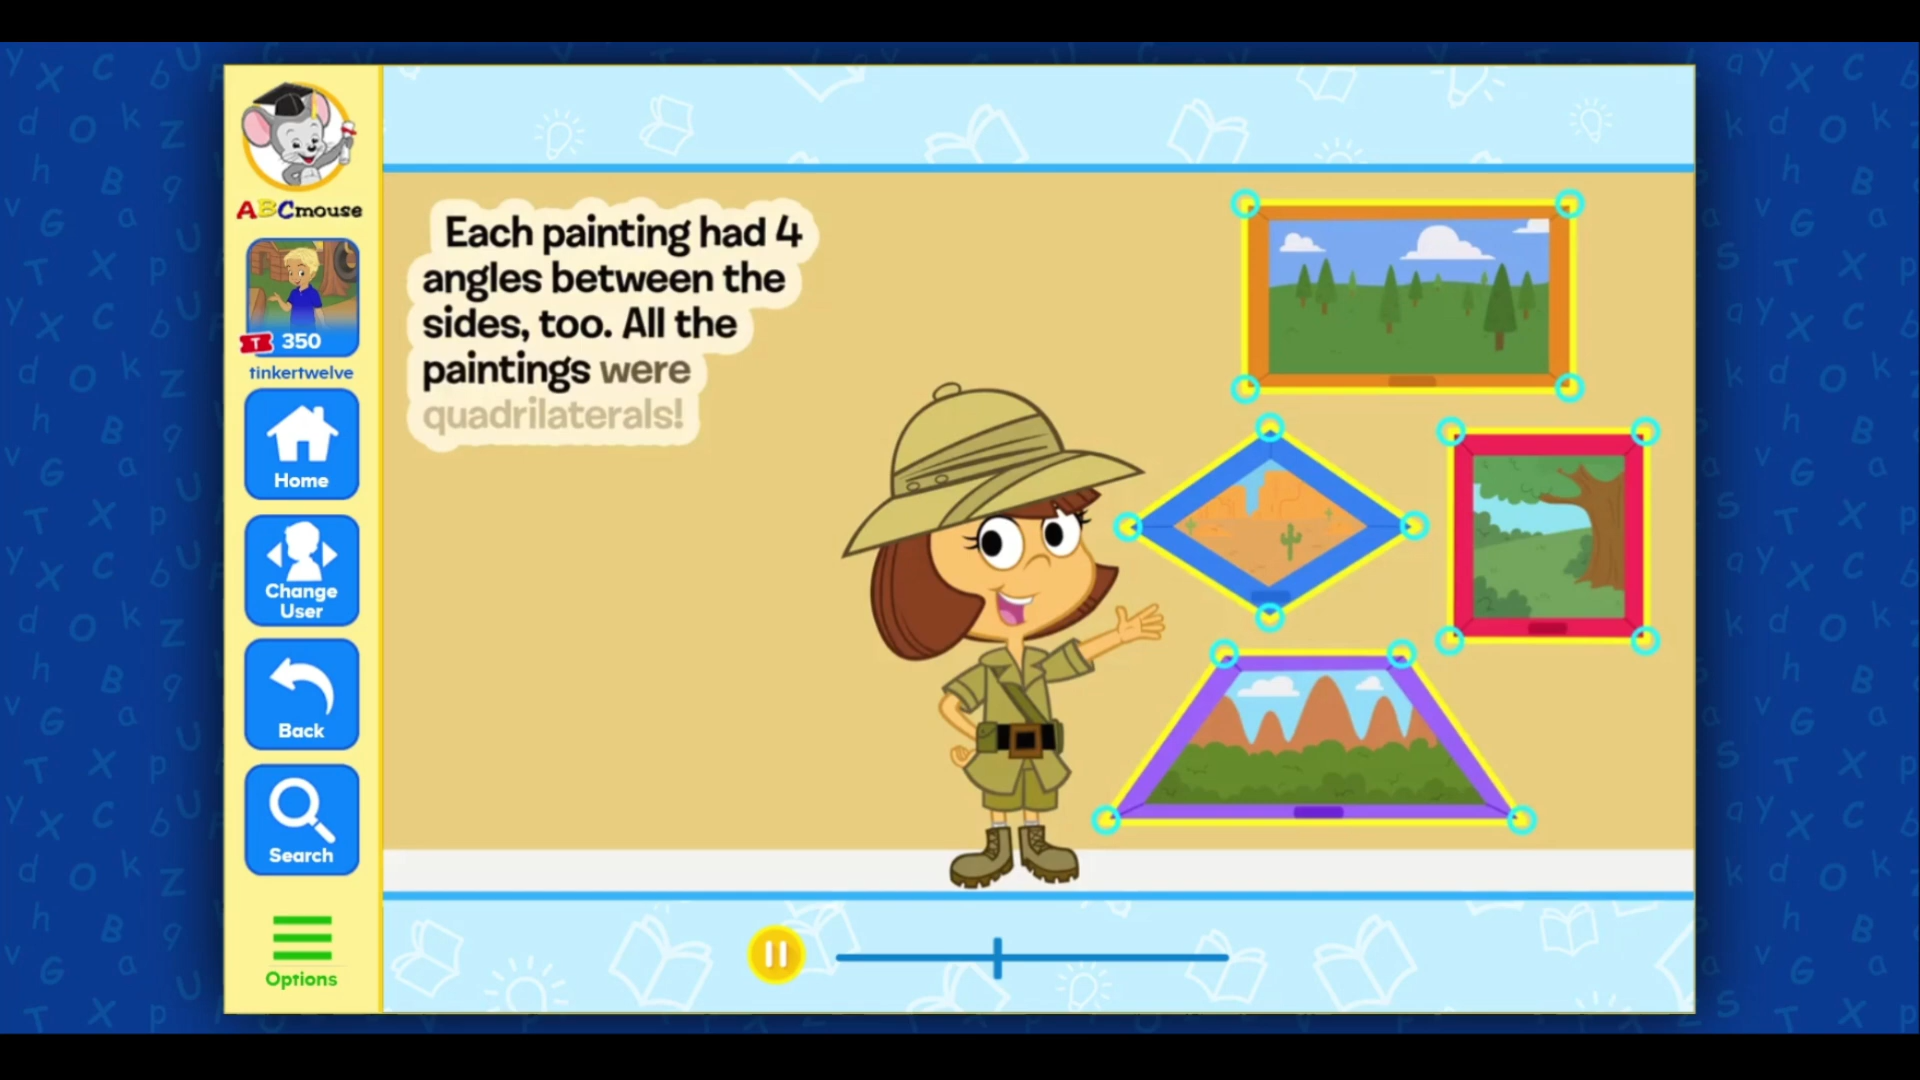 ABCmouse
T 350
tinkertwelve
Home
Change
User
Back
Search
Options
Each painting had 4
angles between the
sides, too. All the
paintings were
quadrilaterals!